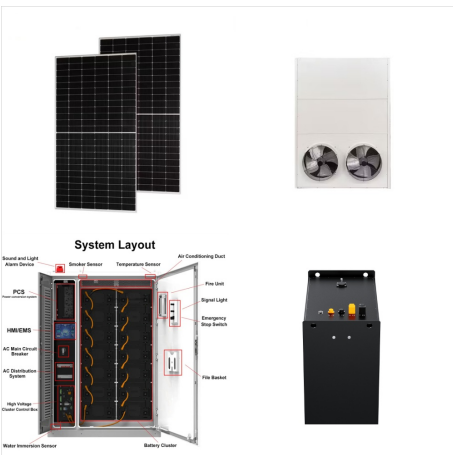 System Layout
Sound and Light
Alarm Device
Smoker Sensor
Temperature Sensor
Air Conditioning Duct
Fire Unit
PCS
Power conversion system
Signal Light
Emergency
Stop Switch
HMI/EMS
AC Main Circuit
Breaker
AC Distribution
System
File Basket
High Voltage
Cluster Control Box
Water Immersion Sensor
Battery Cluster